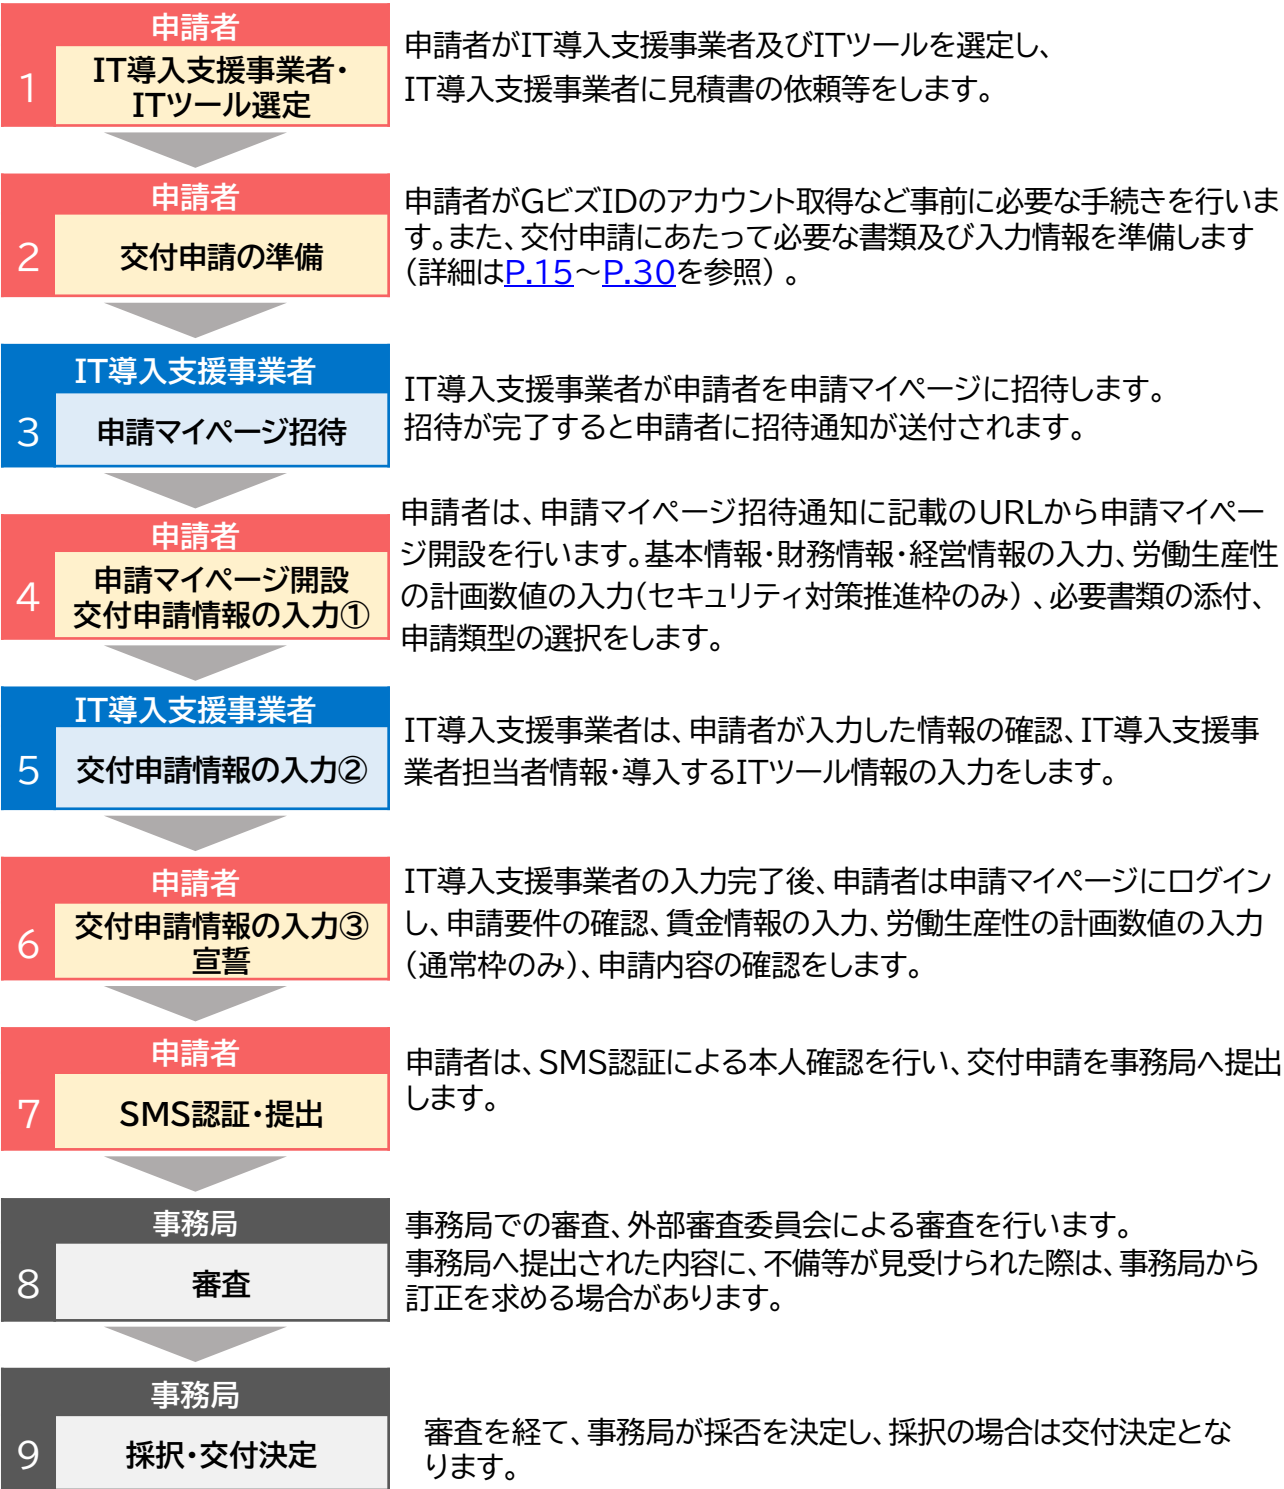 申請者
1
IT導入支援事業者・
ITツール選定
申請者がIT導入支援事業者及びITツールを選定し、
IT導入支援事業者に見積書の依頼等をします。
申請者
2
交付申請の準備
申請者がGビズIDのアカウント取得など事前に必要な手続きを行いま
す。また、交付申請にあたって必要な書類及び入力情報を準備します
（詳細はP.15～P.30を参照）。
IT導入支援事業者
3
申請マイページ招待
IT導入支援事業者が申請者を申請マイページに招待します。
招待が完了すると申請者に招待通知が送付されます。
申請者
4
申請マイページ開設
交付申請情報の入力①
申請者は、申請マイページ招待通知に記載のURLから申請マイペー
ジ開設を行います。基本情報・財務情報・経営情報の入力、労働生産性
の計画数値の入力（セキュリティ対策推進枠のみ）、必要書類の添付、
申請類型の選択をします。
IT導入支援事業者
5
交付申請情報の入力②
IT導入支援事業者は、申請者が入力した情報の確認、IT導入支援事
業者担当者情報・導入するITツール情報の入力をします。
申請者
6
交付申請情報の入力③
宣誓
IT導入支援事業者の入力完了後、申請者は申請マイページにログイン
し、申請要件の確認、賃金情報の入力、労働生産性の計画数値の入力
（通常枠のみ）、申請内容の確認をします。
申請者
7
SMS認証・提出
申請者は、SMS認証による本人確認を行い、交付申請を事務局へ提出
します。
事務局
8
審査
事務局での審査、外部審査委員会による審査を行います。
事務局へ提出された内容に、不備等が見受けられた際は、事務局から
訂正を求める場合があります。
事務局
9
採択・交付決定
審査を経て、事務局が採否を決定し、採択の場合は交付決定とな
ります。